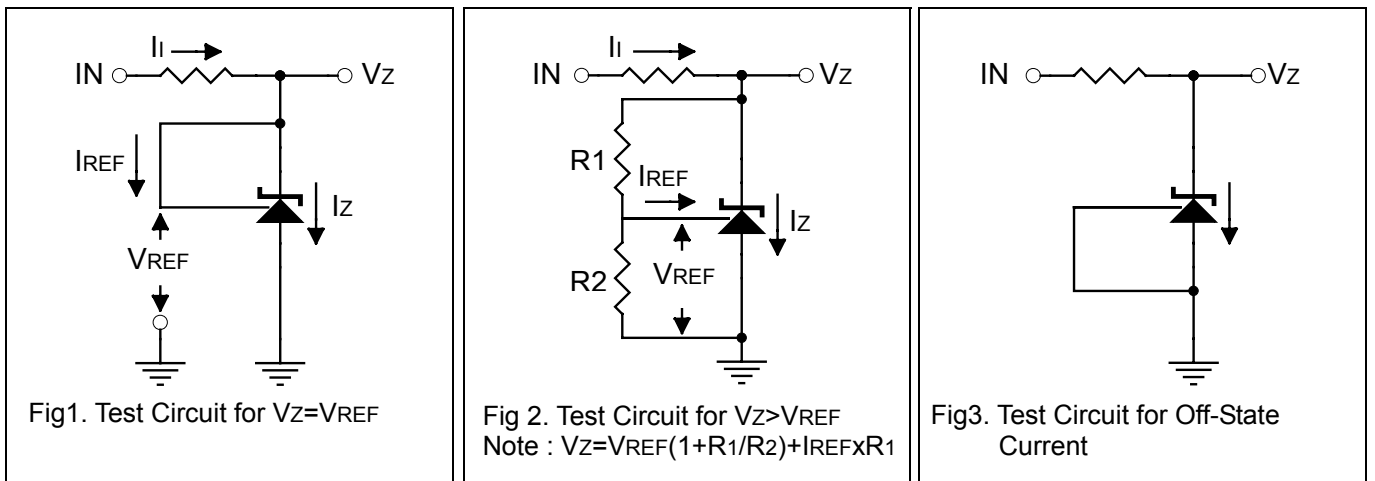 II
IN
VZ
IREF
IZ
VREF
Fig1. Test Circuit for VZ=VREF
II
IN
VZ
R1
IREF
IZ
R2
VREF
Fig 2. Test Circuit for VZ>VREF
Note : VZ=VREF(1+R1/R2)+IREFxR1
IN
VZ
Fig3. Test Circuit for Off-State
Current